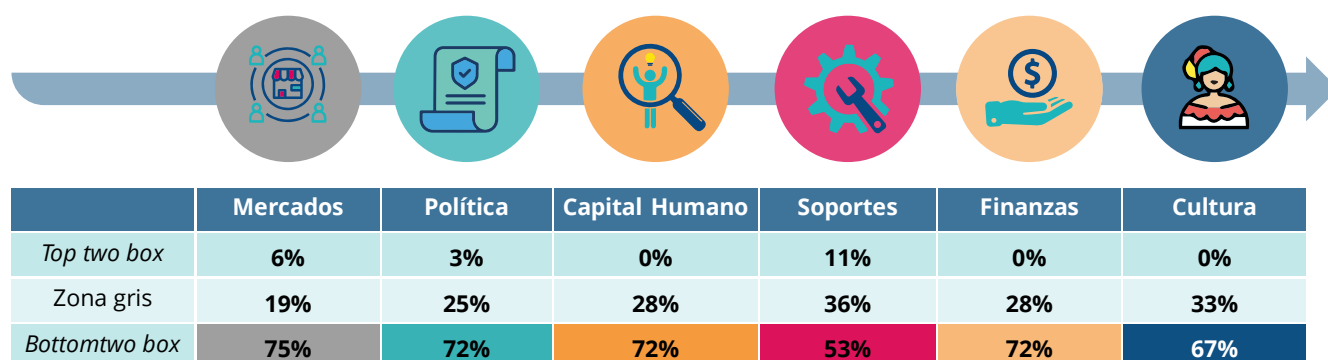 $
Mercados Política Capital Humano Soportes Finanzas Cultura
Top two box 6% 3% 0% 11% 0% 0%
Zona gris 19% 25% 28% 36% 28% 33%
Bottomtwo box 75% 72% 72% 53% 72% 67%